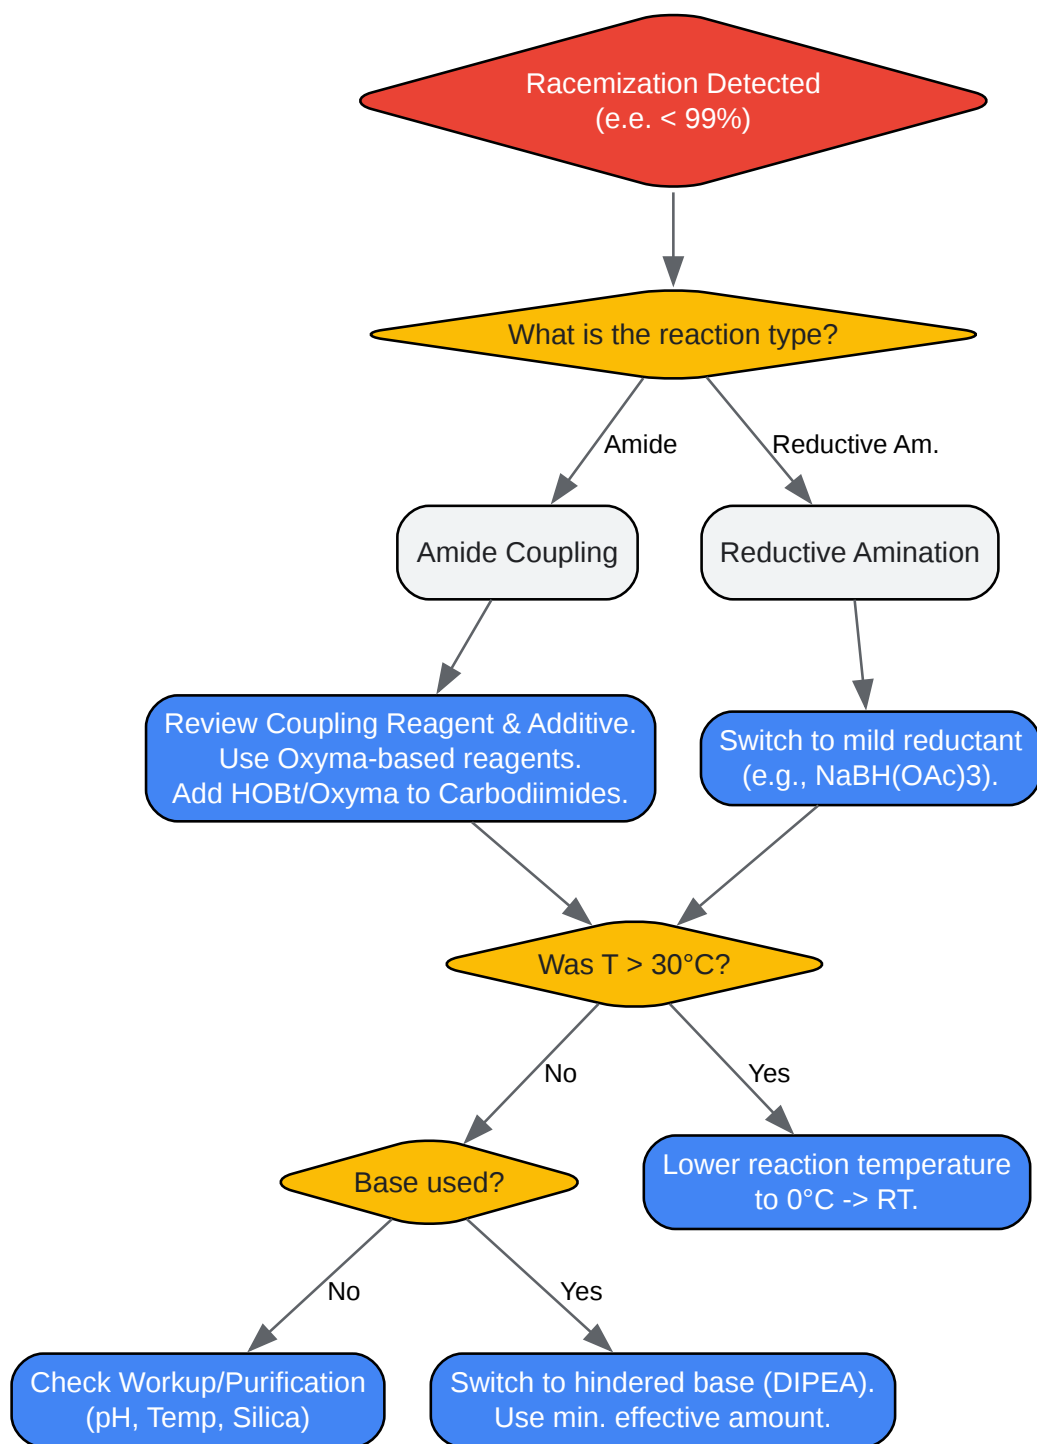 Racemization Detected
(e.e. < 99%)
What is the reaction type?
Amide
Reductive Am.
Amide Coupling
Reductive Amination
Review Coupling Reagent & Additive.
Use Oxyma-based reagents.
Add HOBt/Oxyma to Carbodiimides.
Switch to mild reductant
(e.g., NaBH(OAc)3).
Was T > 30°C?
No
Yes
Base used?
Lower reaction temperature
to 0°C -> RT.
No
Yes
Check Workup/Purification
(pH, Temp, Silica)
Switch to hindered base (DIPEA).
Use min. effective amount.